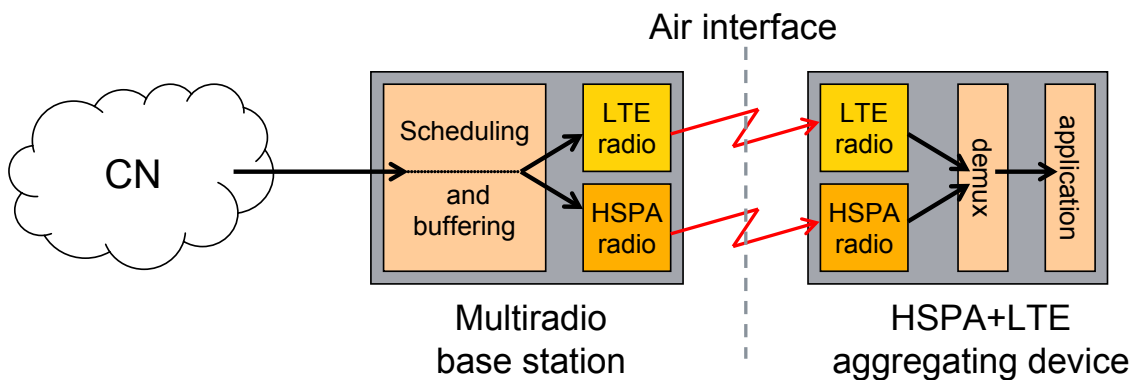 Air interface
CN
Scheduling
and
buffering
LTE
radio
HSPA
radio
LTE
radio
HSPA
radio
demux
application
Multiradio
base station
HSPA+LTE
aggregating device